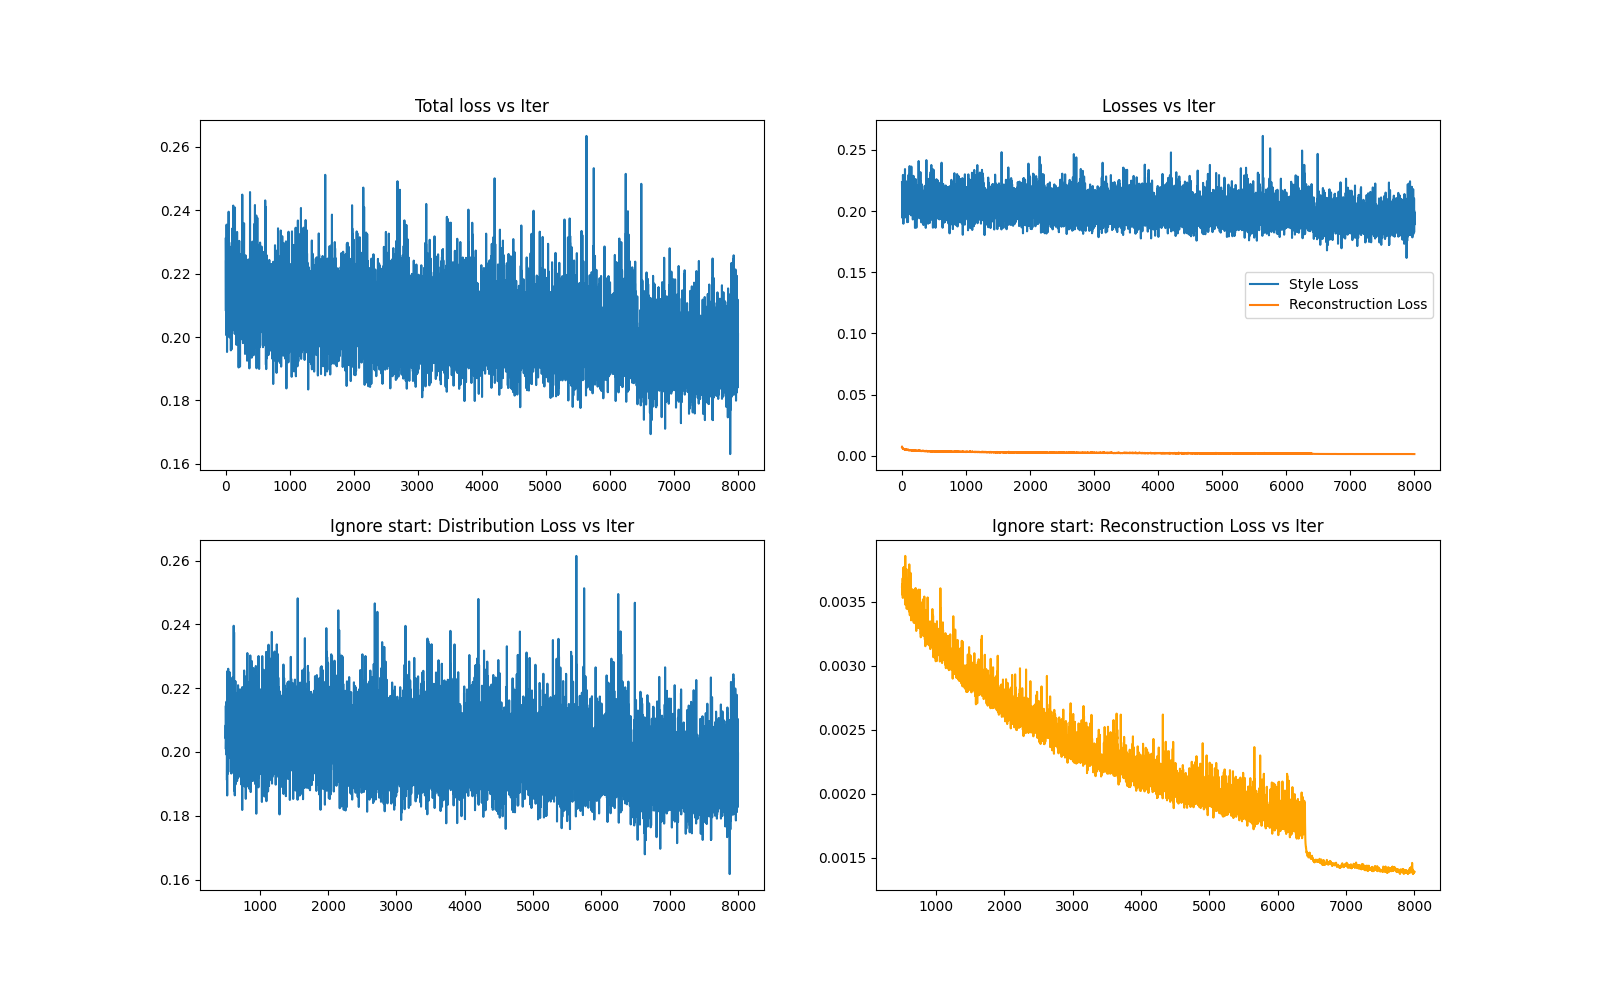 Total loss vs Iter
0.26
0.24
0.22
0.20
0.18
0.16
0 1000 2000 3000 4000 5000 6000 7000 8000
Losses vs Iter
0.25
0.20
0.15
0.10
0.05
0.00
Style Loss
Reconstruction Loss
0 1000 2000 3000 4000 5000 6000 7000 8000
Ignore start: Distribution Loss vs Iter
0.26
0.24
0.22
0.20
0.18
0.16
1000 2000 3000 4000 5000 6000 7000 8000
Ignore start: Reconstruction Loss vs Iter
0.0035
0.0030
0.0025
0.0020
0.0015
1000 2000 3000 4000 5000 6000 7000 8000